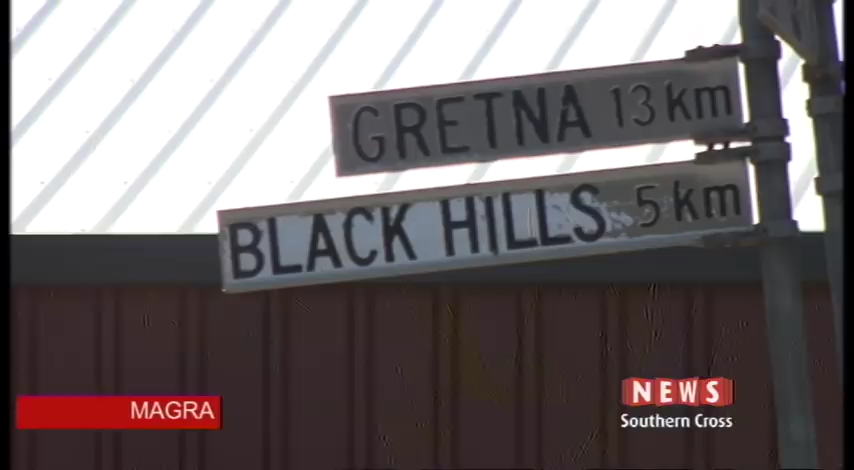 GRETNA 13 km
BLACK HILLS 5 km
MAGRA
NEWS
Southern Cross